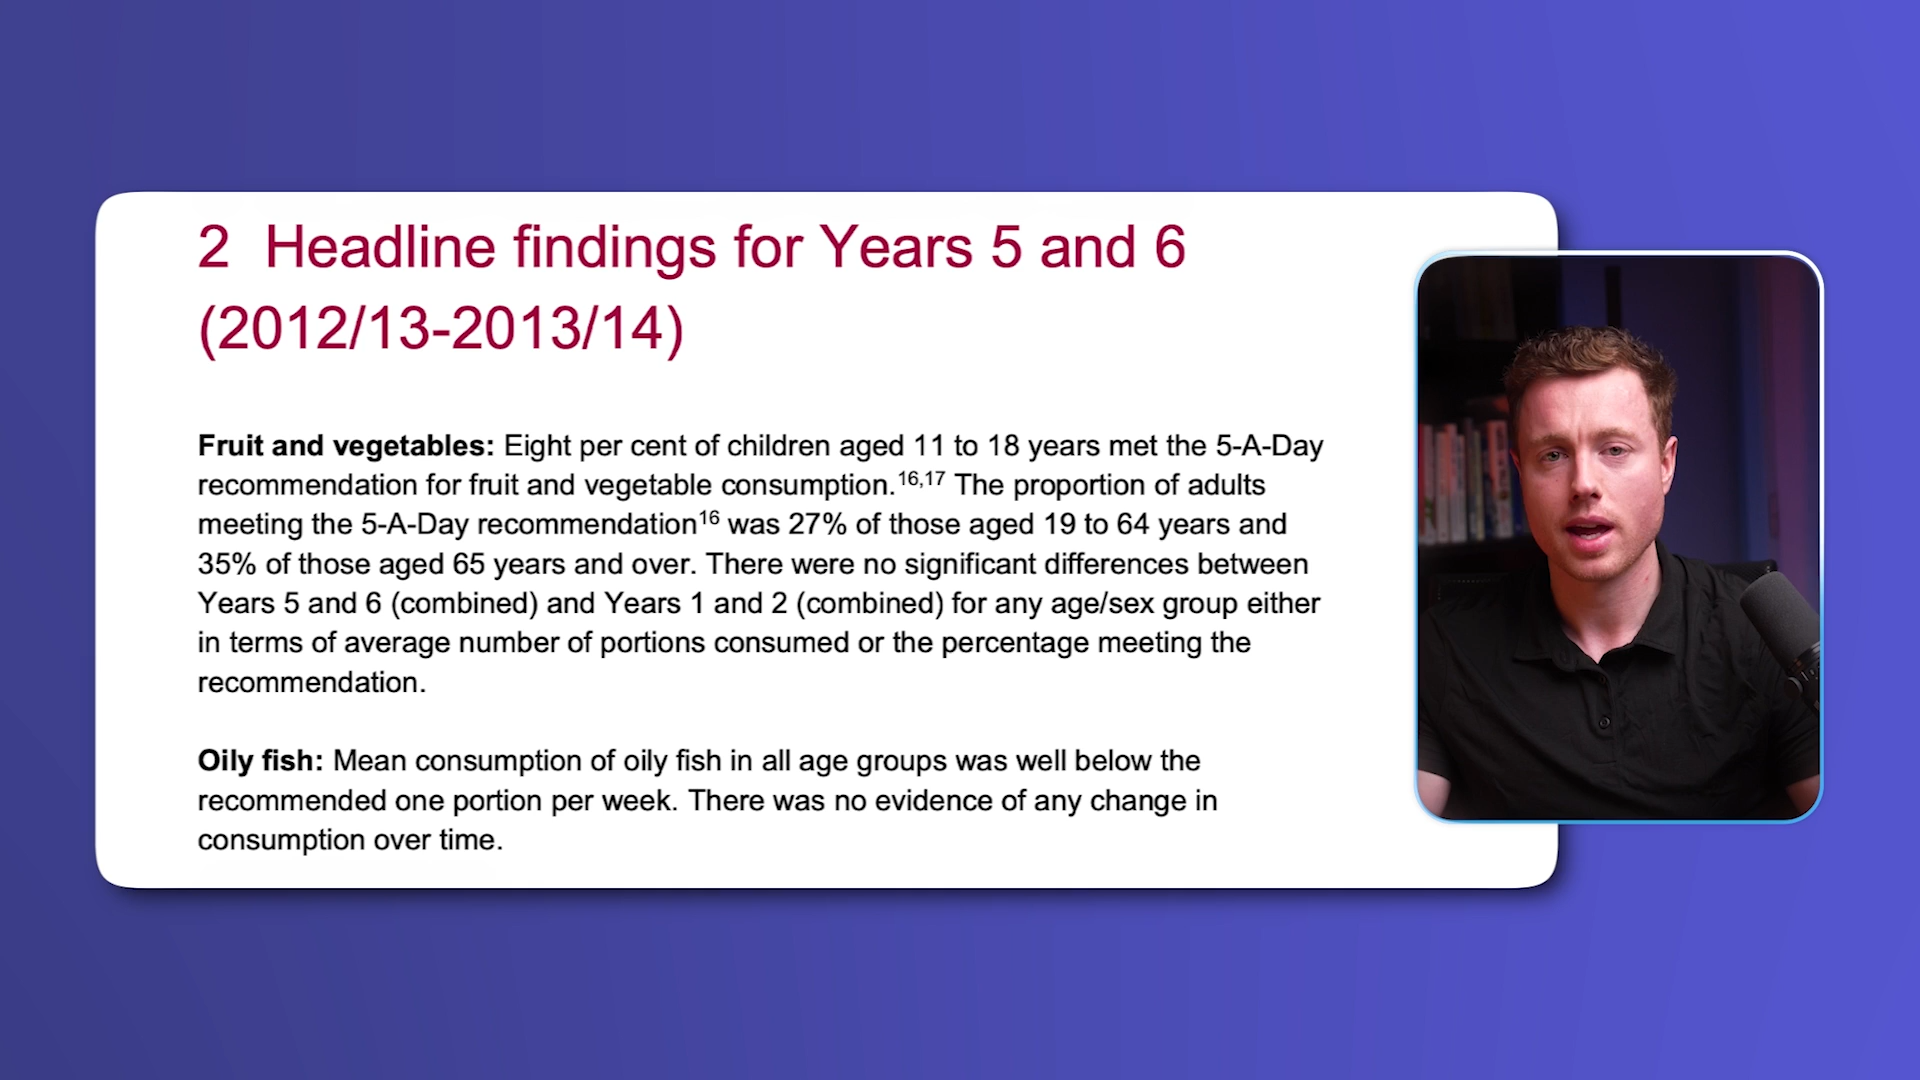 2 Headline findings for Years 5 and 6
(2012/13-2013/14)
Fruit and vegetables: Eight per cent of children aged 11 to 18 years met the 5-A-Day
recommendation for fruit and vegetable consumption.16,17 The proportion of adults
meeting the 5-A-Day recommendation16 was 27% of those aged 19 to 64 years and
35% of those aged 65 years and over. There were no significant differences between
Years 5 and 6 (combined) and Years 1 and 2 (combined) for any age/sex group either
in terms of average number of portions consumed or the percentage meeting the
recommendation.
Oily fish: Mean consumption of oily fish in all age groups was well below the
recommended one portion per week. There was no evidence of any change in
consumption over time.